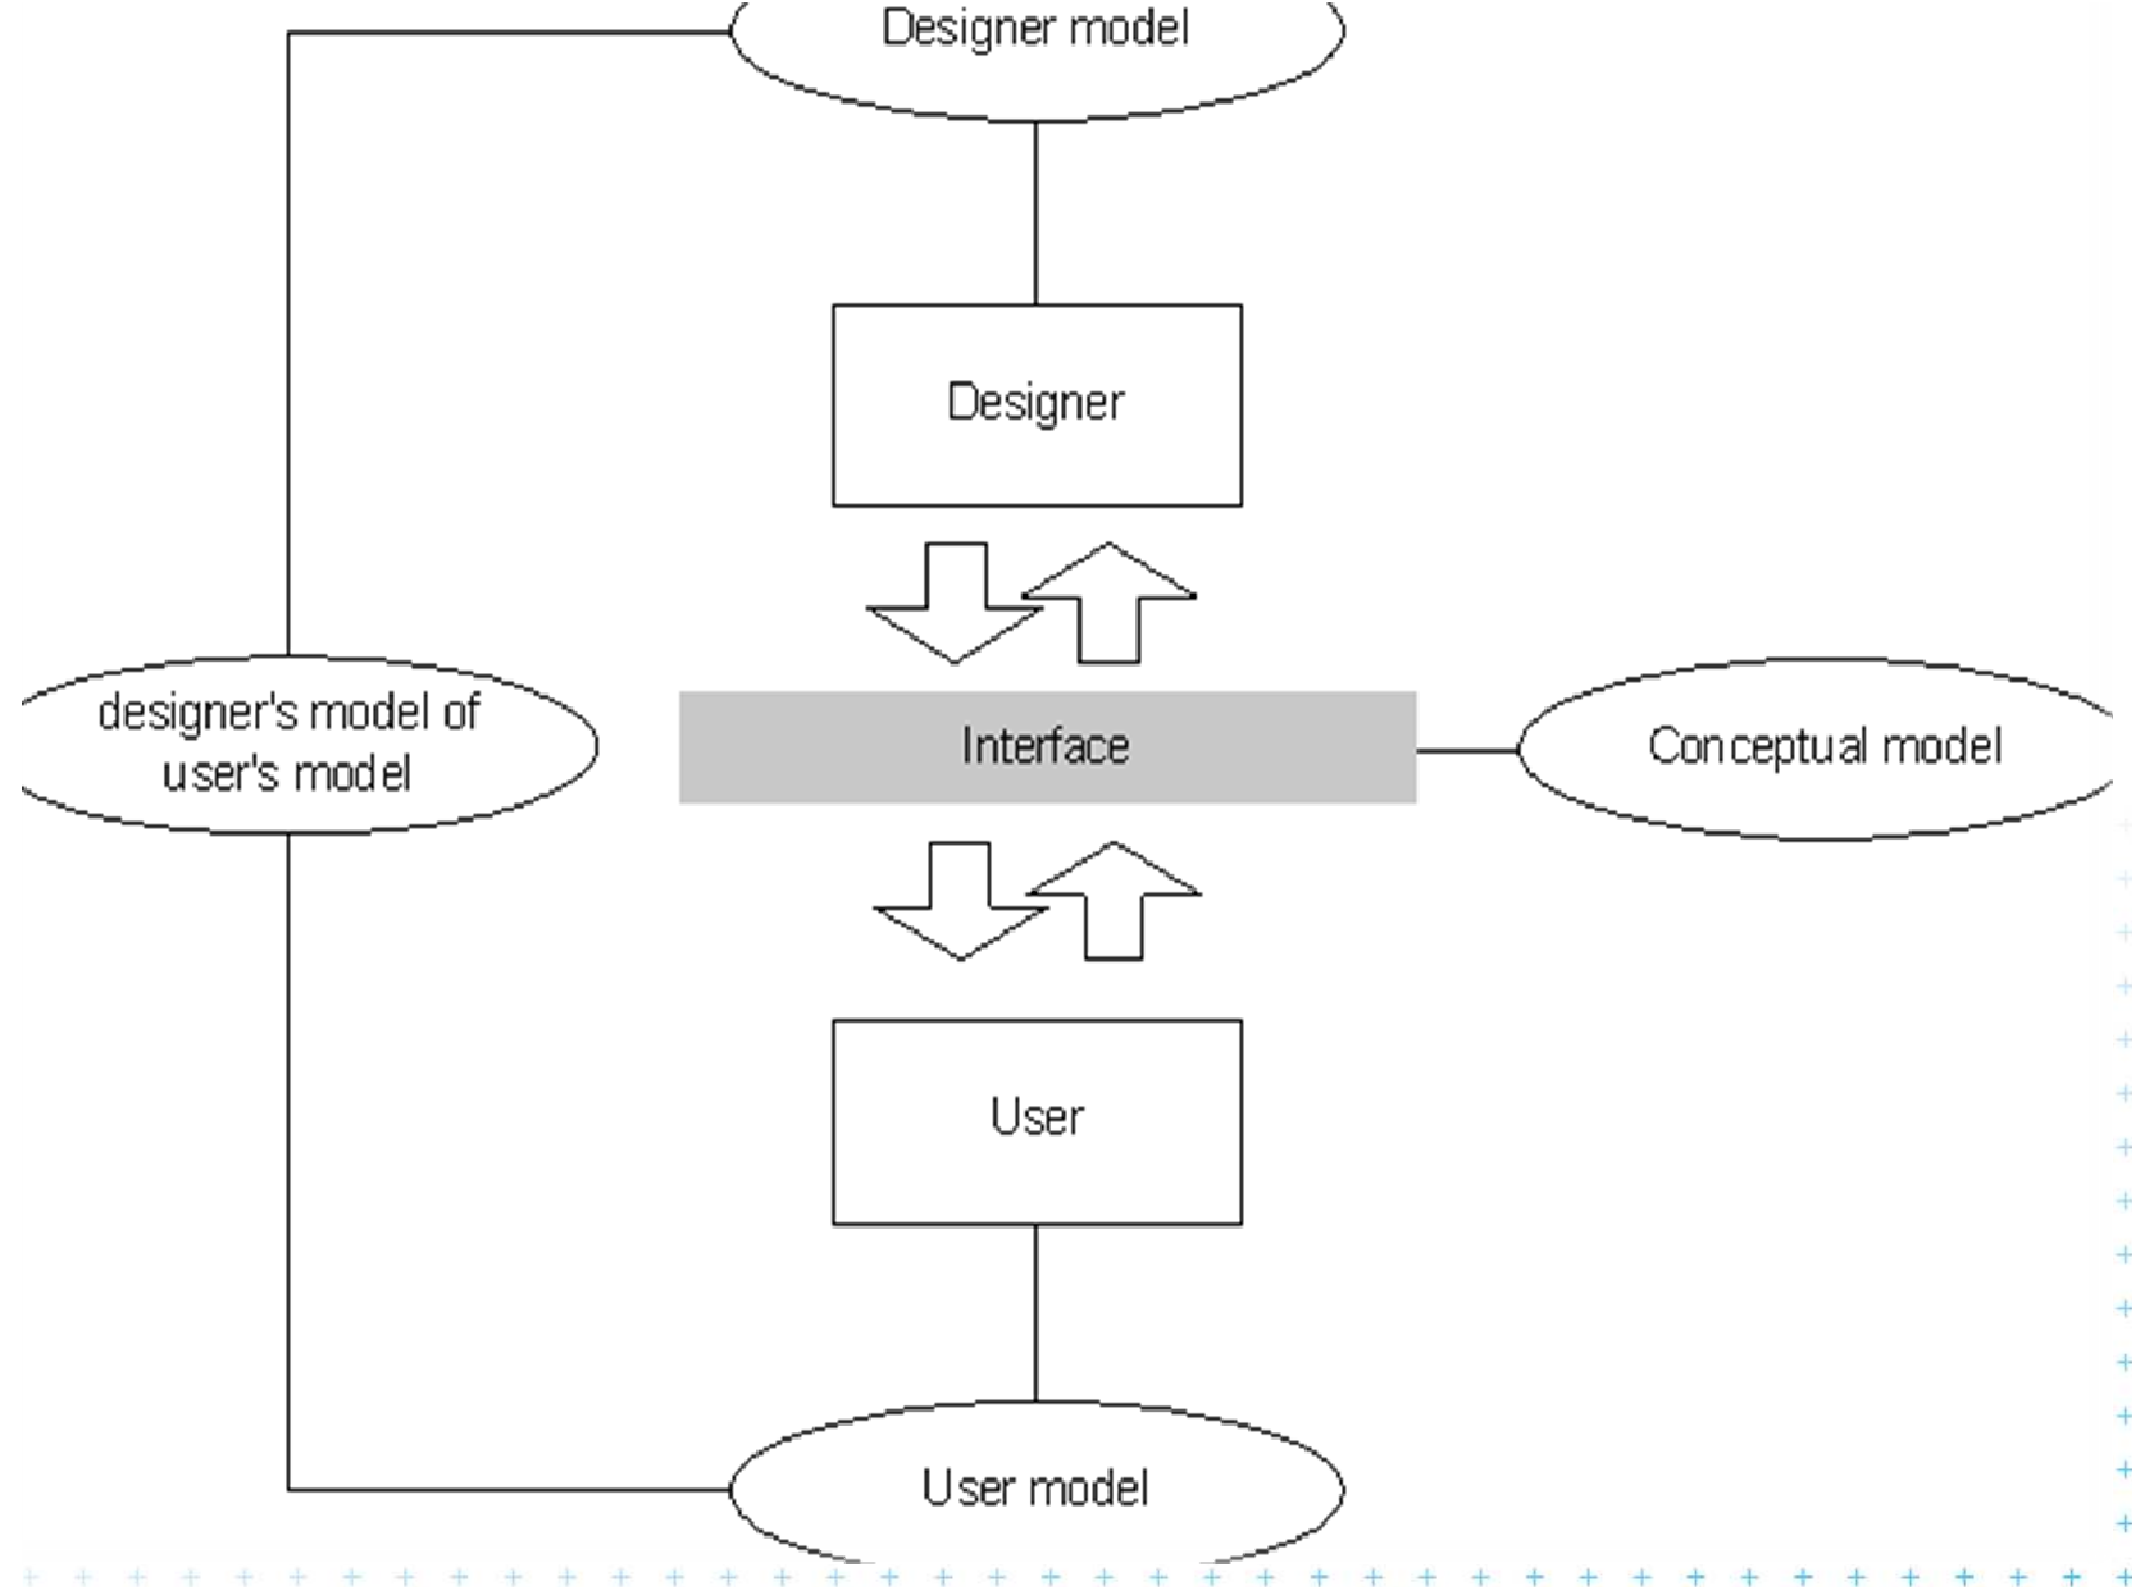 Designer model
Designer
designer's model of
user's model
Interface
Conceptual model
User
User model